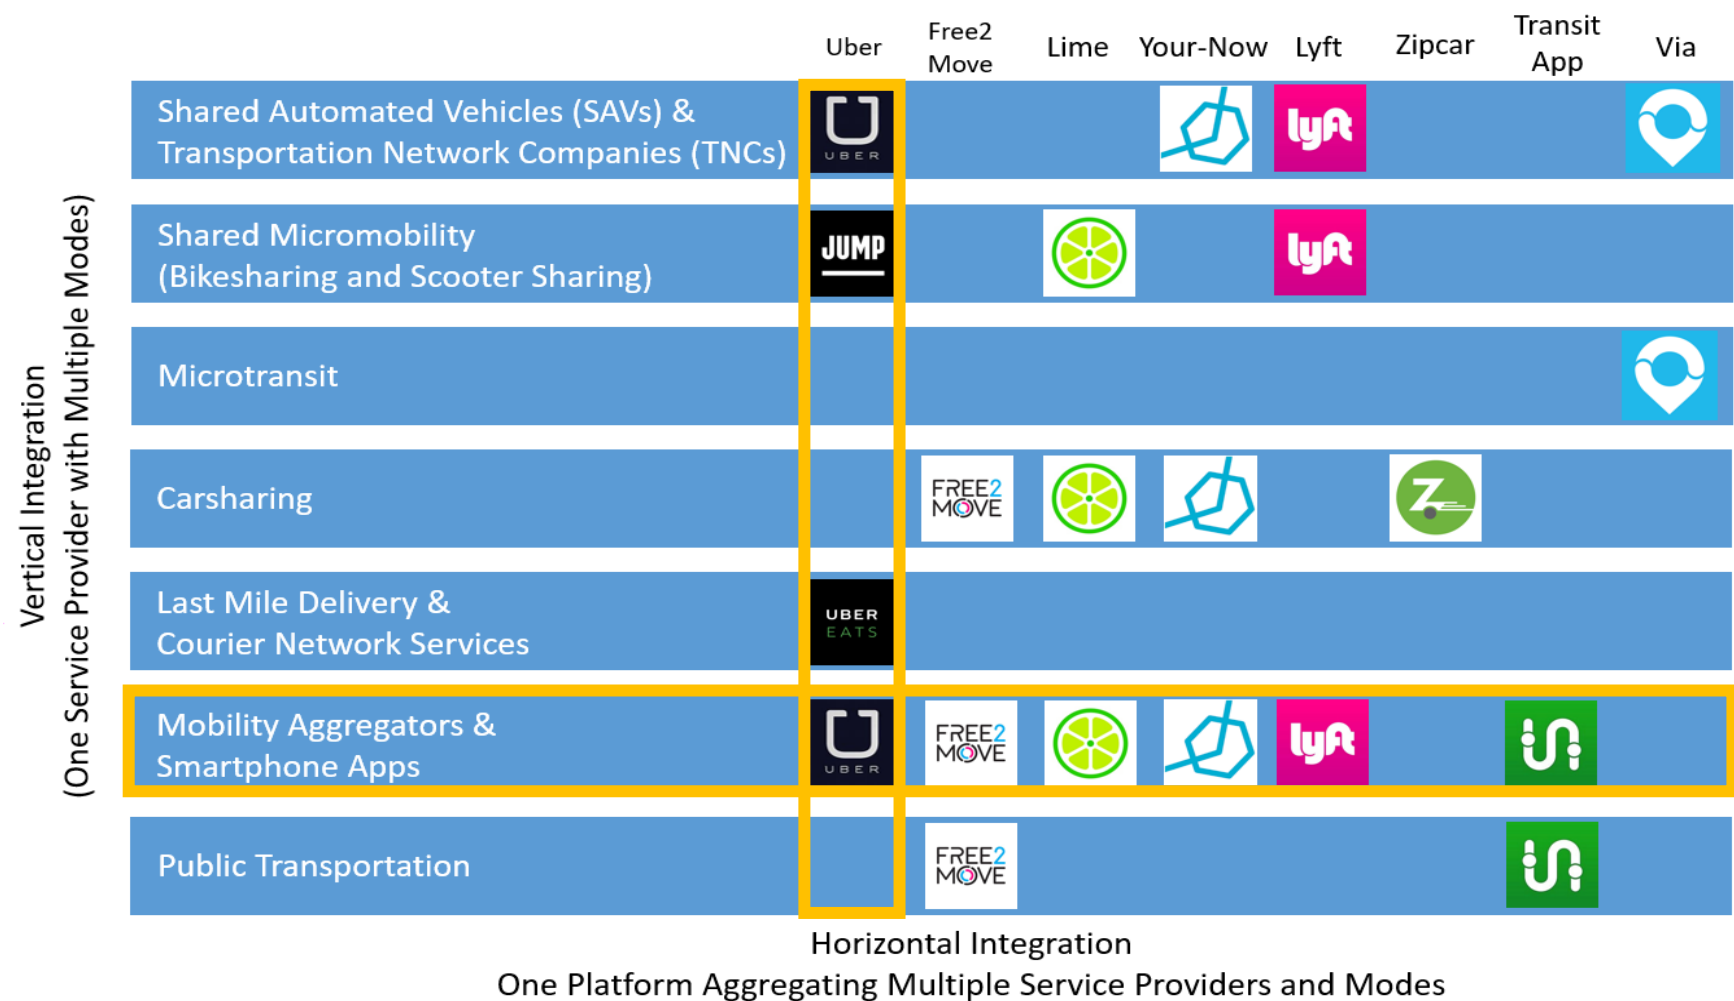 Uber
Free2
Move
Lime
Your-Now
Lyft
Zipcar
Transit
App
Via
Vertical Integration
(One Service Provider with Multiple Modes)
Shared Automated Vehicles (SAVs) &
Transportation Network Companies (TNCs)
UBER
lyft
Shared Micromobility
(Bikesharing and Scooter Sharing)
JUMP
lyft
Microtransit
Carsharing
FREE2
MOVE
Z
Last Mile Delivery &
Courier Network Services
UBER
EATS
Mobility Aggregators &
Smartphone Apps
UBER
FREE2
MOVE
lyft
Public Transportation
FREE2
MOVE
Horizontal Integration
One Platform Aggregating Multiple Service Providers and Modes